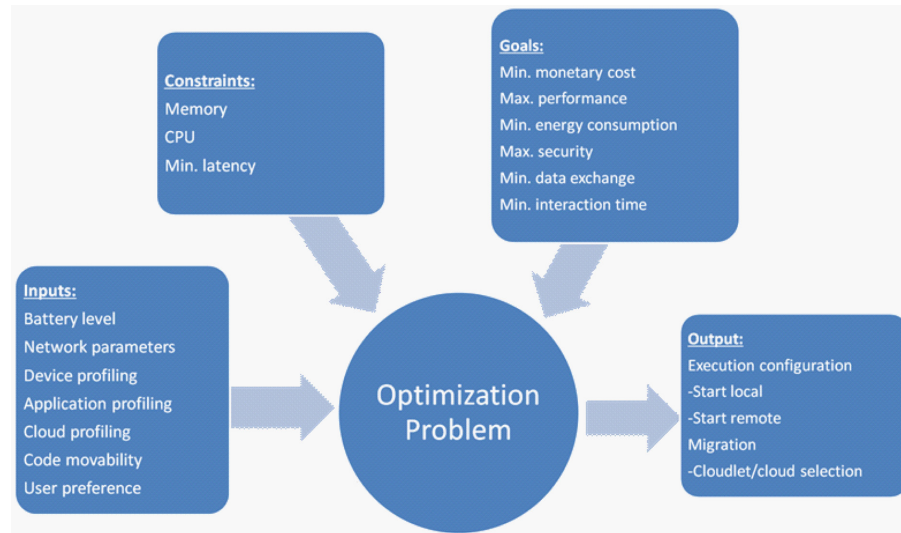 Constraints:
Memory
CPU
Min. latency
Goals:
Min. monetary cost
Max. performance
Min. energy consumption
Max. security
Min. data exchange
Min. interaction time
Inputs:
Battery level
Network parameters
Device profiling
Application profiling
Cloud profiling
Code movability
User preference
Optimization
Problem
Output:
Execution configuration
-Start local
-Start remote
Migration
-Cloudlet/cloud selection